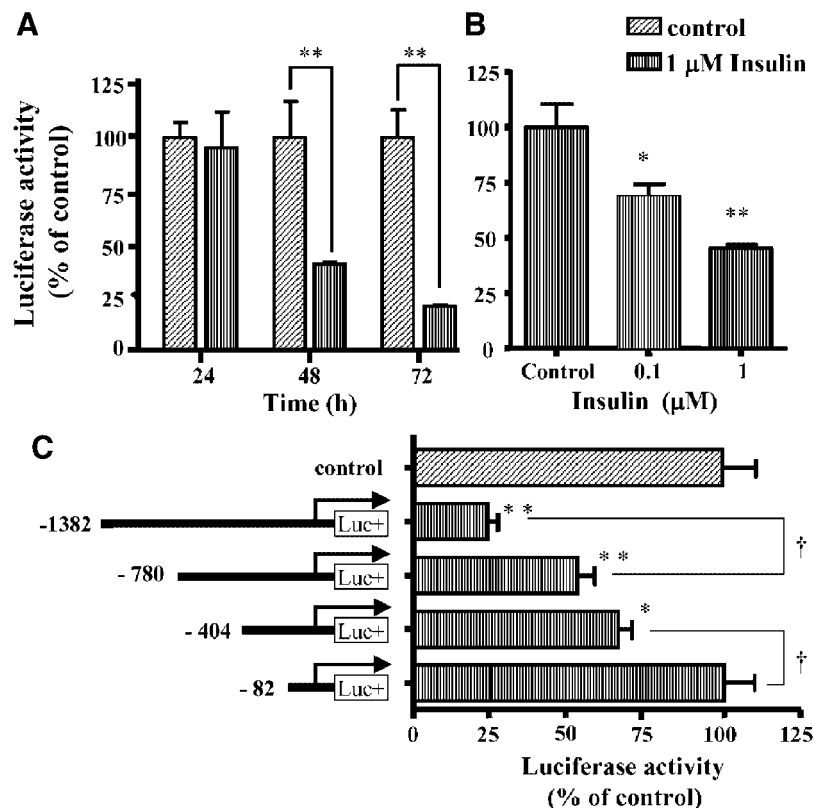 A
B
control
1 μM Insulin
Luciferase activity
(% of control)
125
100
75
50
25
0
**
**
24
48
72
Time (h)
125
100
75
50
25
0
*
**
Control
0.1
1
Insulin (μM)
C
control
-1382
Luc+
- 780
Luc+
- 404
Luc+
- 82
Luc+
* *
* *
*
†
†
0
25
50
75
100
125
Luciferase activity
(% of control)